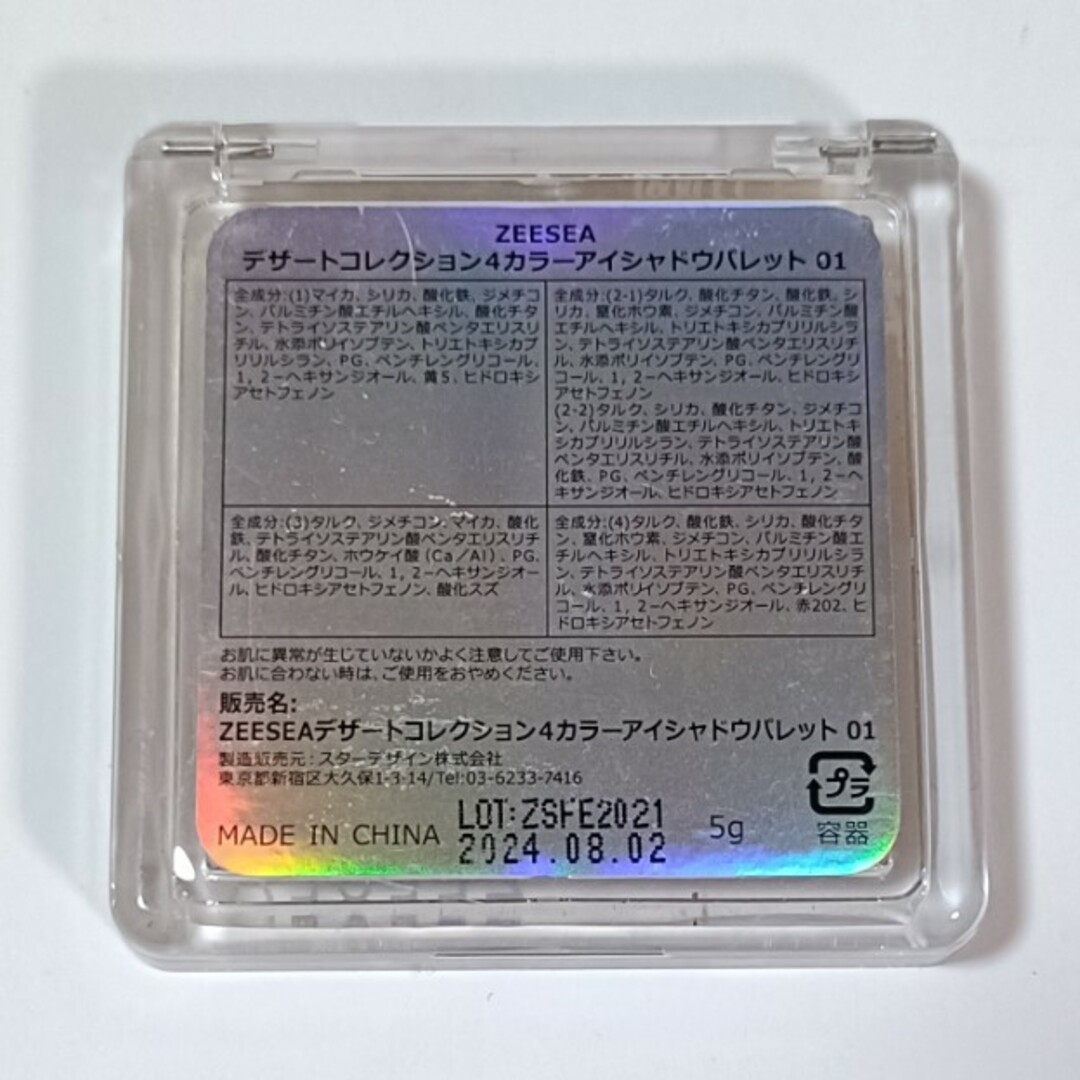 ZEESEA
デザートコレクション4カラーアイシャドウパレット 01
全成分:(1)マイカ、シリカ、酸化鉄、ジメチコ
ン、パルミチン酸エチルヘキシル、酸化チタ
ン、テトライソステアリン酸ペンタエリスリ
チル、水添ポリイソブテン、トリエトキシカプ
リリルシラン、PG、ペンチレングリコール、
1, 2－ヘキサンジオール、黄5、ヒドロキシ
アセトフェノン
全成分:(2-1)タルク、酸化チタン、酸化鉄、シ
リカ、窒化ホウ素、ジメチコン、パルミチン酸
エチルヘキシル、トリエトキシカプリリルシラ
ン、テトライソステアリン酸ペンタエリスリチ
ル、水添ポリイソブテン、PG、ペンチレングリ
コール、1, 2－ヘキサンジオール、ヒドロキシ
アセトフェノン
(2-2)タルク、シリカ、酸化チタン、ジメチコ
ン、パルミチン酸エチルヘキシル、トリエトキ
シカプリリルシラン、テトライソステアリン酸
ペンタエリスリチル、水添ポリイソブテン、酸
化鉄、PG、ペンチレングリコール、1, 2－ヘ
キサンジオール、ヒドロキシアセトフェノン
全成分:(3)タルク、ジメチコン、マイカ、酸化
鉄、テトライソステアリン酸ペンタエリスリチ
ル、酸化チタン、ホウケイ酸(Ca／Al)、PG、
ペンチレングリコール、1, 2－ヘキサンジオー
ル、ヒドロキシアセトフェノン、酸化スズ
全成分:(4)タルク、酸化鉄、シリカ、酸化チタ
ン、窒化ホウ素、ジメチコン、パルミチン酸エ
チルヘキシル、トリエトキシカプリリルシラ
ン、テトライソステアリン酸ペンタエリスリチ
ル、水添ポリイソブテン、PG、ペンチレングリ
コール、1, 2－ヘキサンジオール、赤202、ヒ
ドロキシアセトフェノン
お肌に異常が生じていないかよく注意してご使用下さい。
お肌に合わない時は、ご使用をおやめください。
販売名:
ZEESEAデザートコレクション4カラーアイシャドウパレット 01
製造販売元：スターデザイン株式会社
東京都新宿区大久保1-3-14/Tel:03-6233-7416
プラ
MADE IN CHINA
LOT:ZSFE2021
2024.08.02
5g
容器